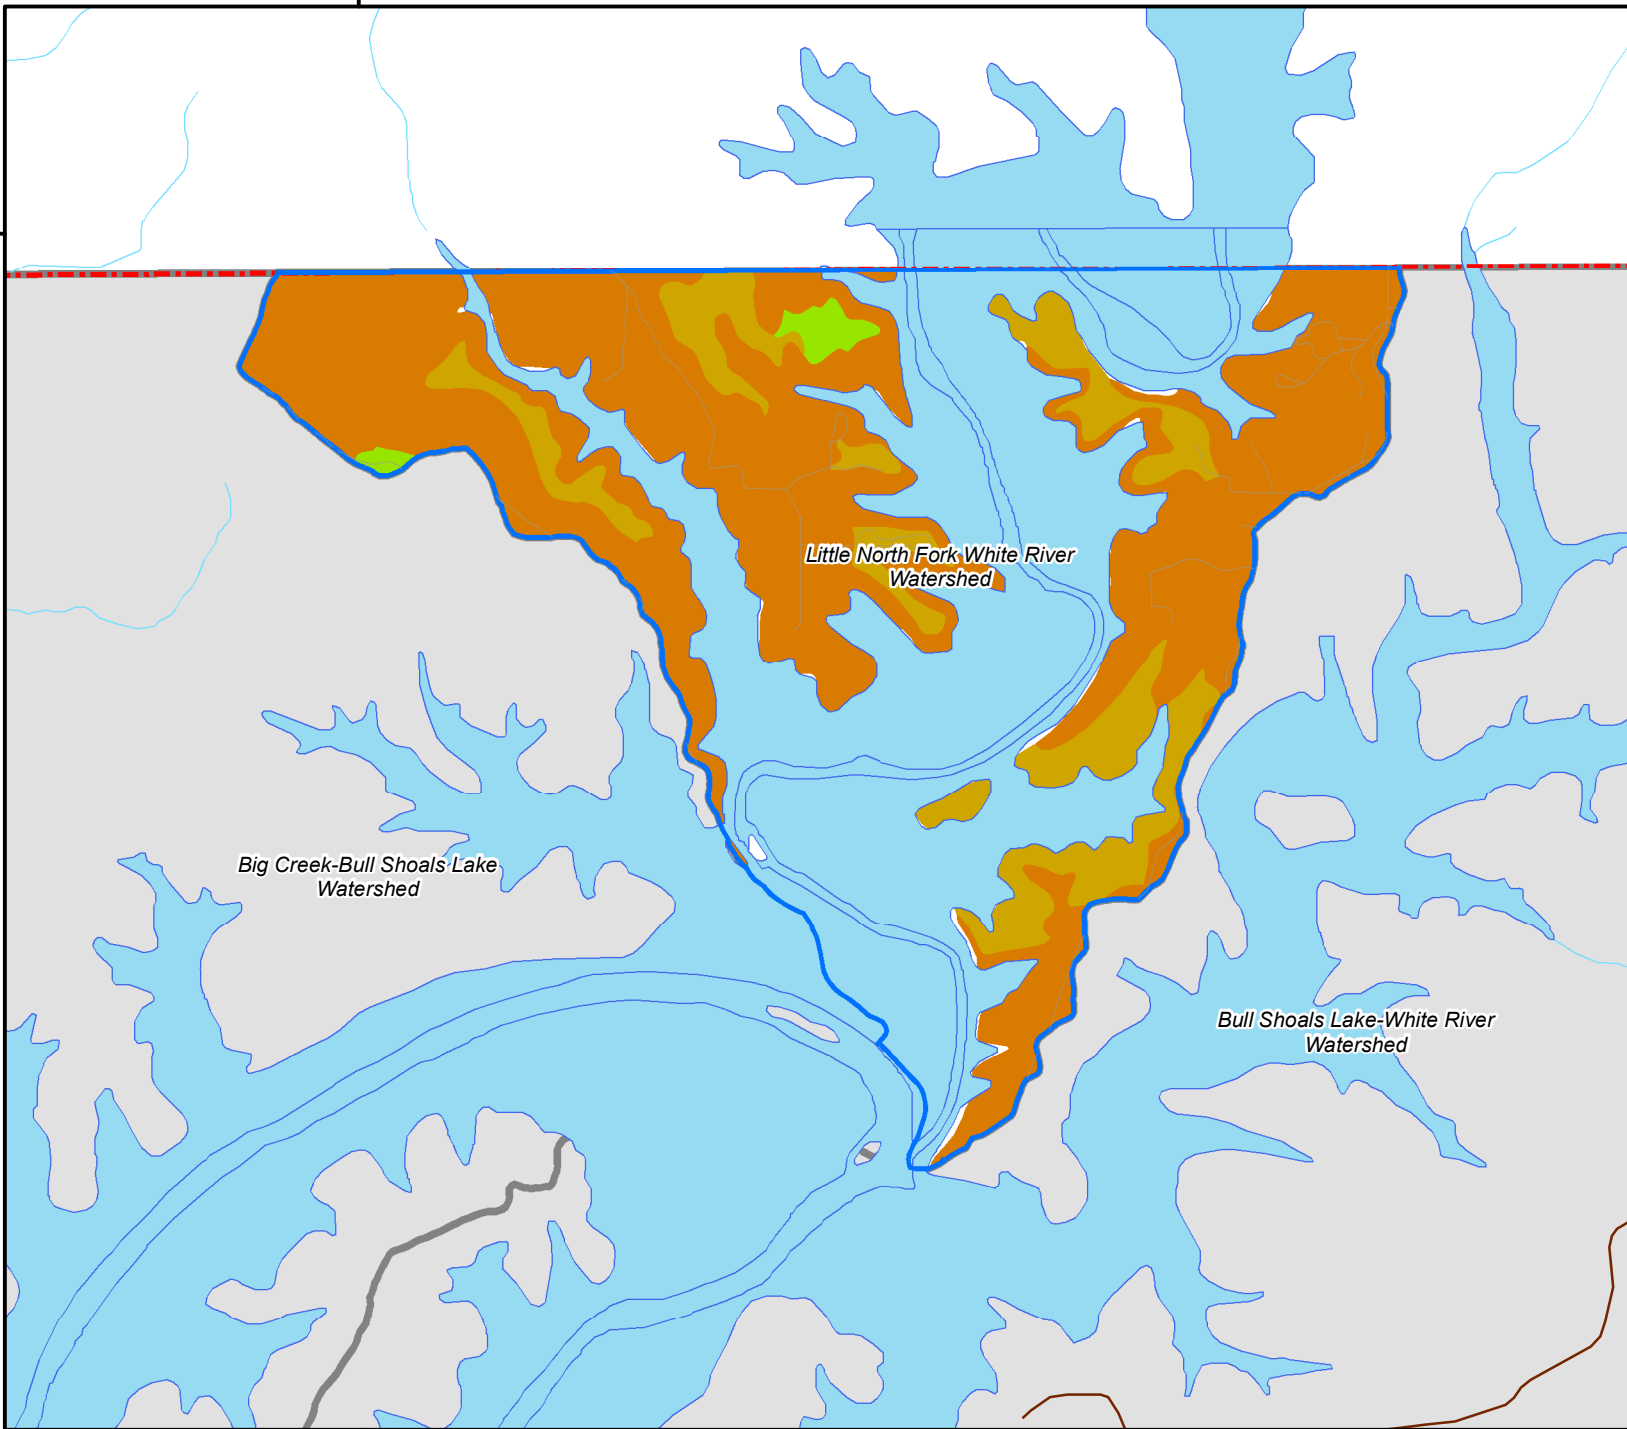 Little North Fork White River
Watershed
Big Creek-Bull Shoals Lake
Watershed
Bull Shoals Lake-White River
Watershed